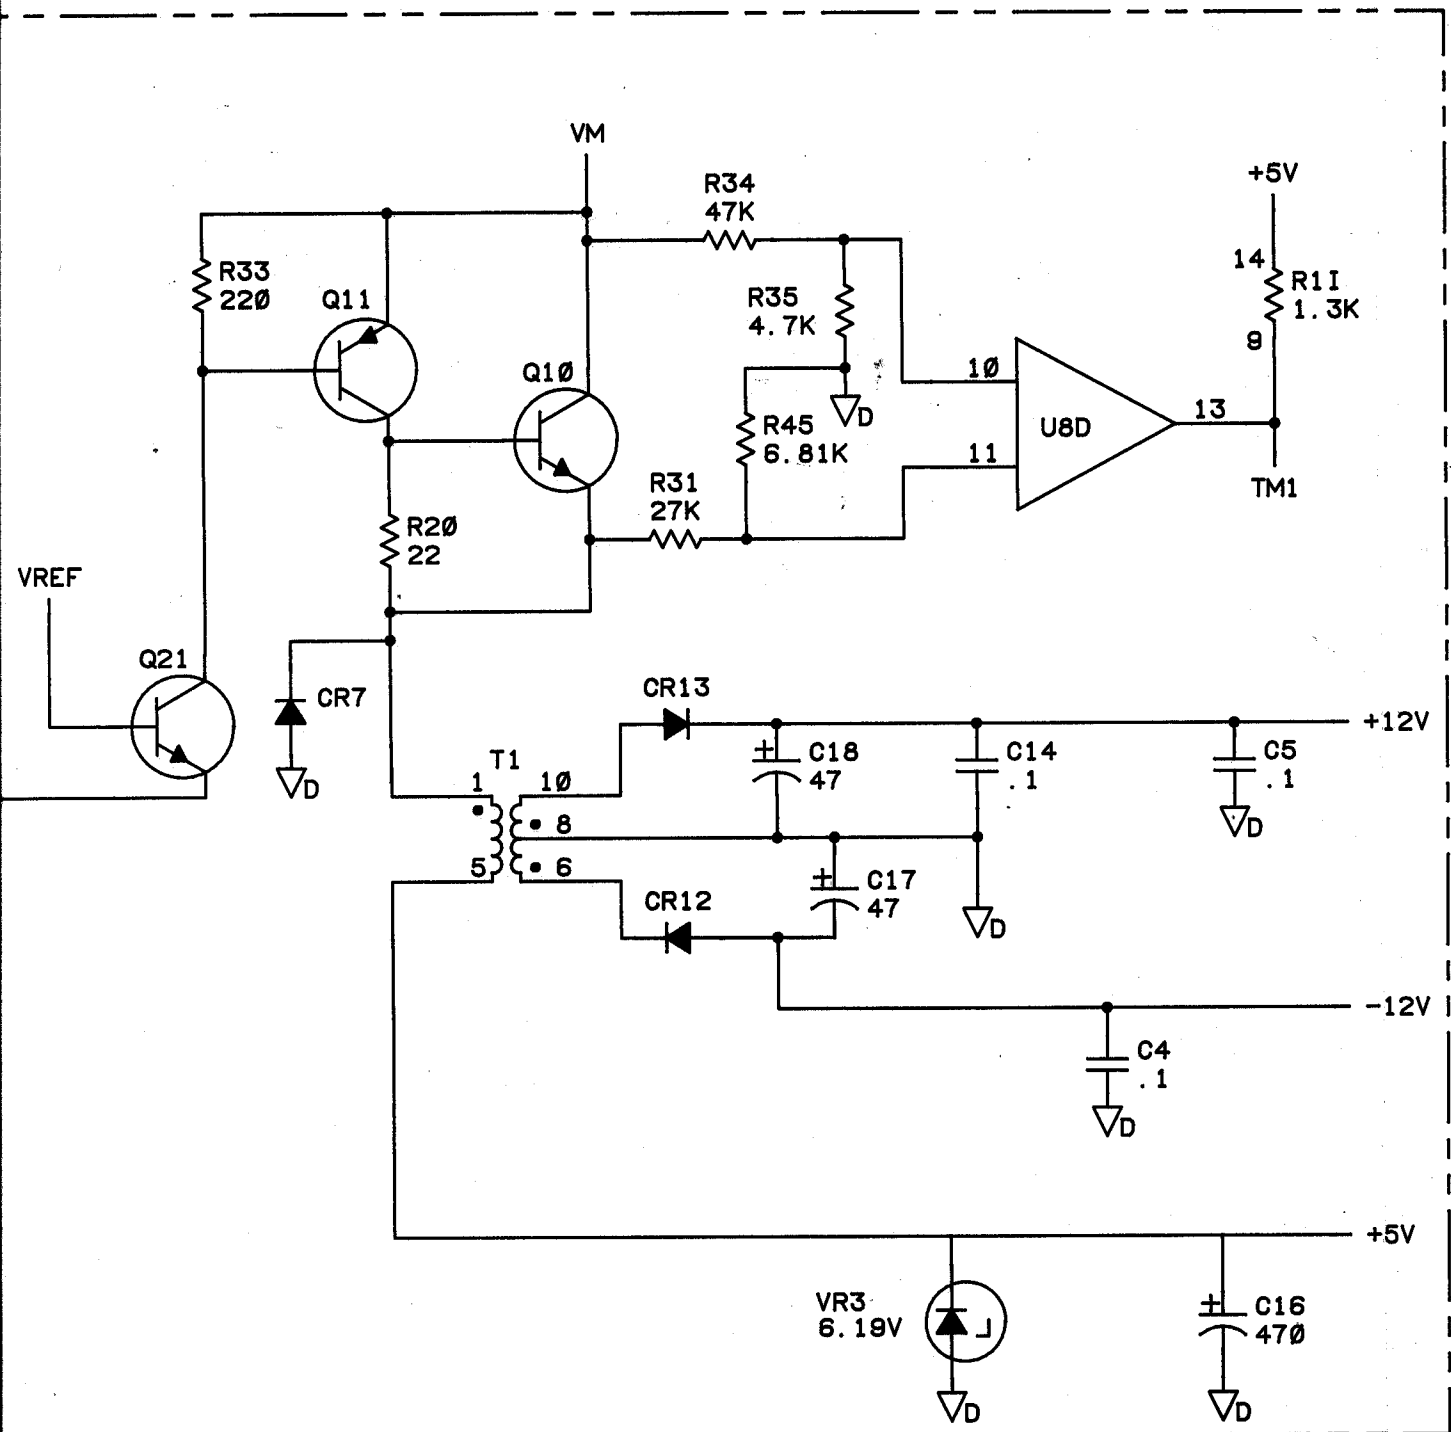 VM
R34
47K
+5V
R33
220
Q11
R35
4.7K
14
R1I
1.3K
9
Q10
10
D
R45
6.81K
U8D
13
11
TM1
R31
27K
R20
22
VREF
Q21
CR7
D
CR13
+12V
T1
1
10
+
C18
47
C14
.1
C5
.1
D
8
5
6
+
C17
47
CR12
D
-12V
C4
.1
D
+5V
VR3
6.19V
+
C16
470
D
D